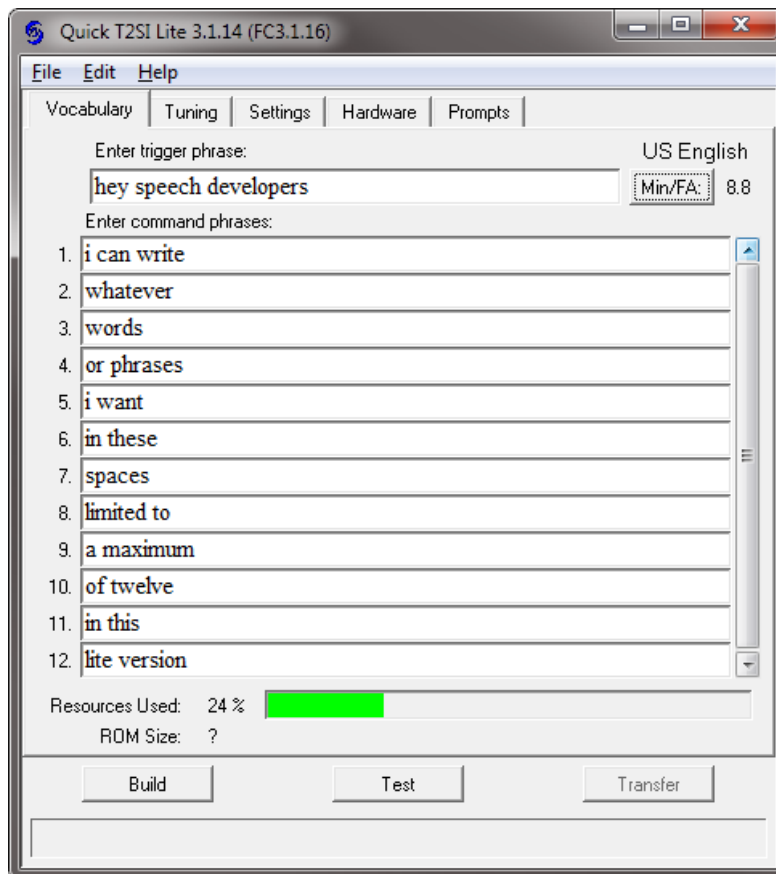 Quick T2SI Lite 3.1.14 (FC3.1.16)
File Edit Help
Vocabulary Tuning Settings Hardware Prompts
Enter trigger phrase: US English
hey speech developers Min/FA: 8.8
Enter command phrases:
1. i can write
2. whatever
3. words
4. or phrases
5. i want
6. in these
7. spaces
8. limited to
9. a maximum
10. of twelve
11. in this
12. lite version
Resources Used: 24 %
ROM Size: ?
Build Test Transfer